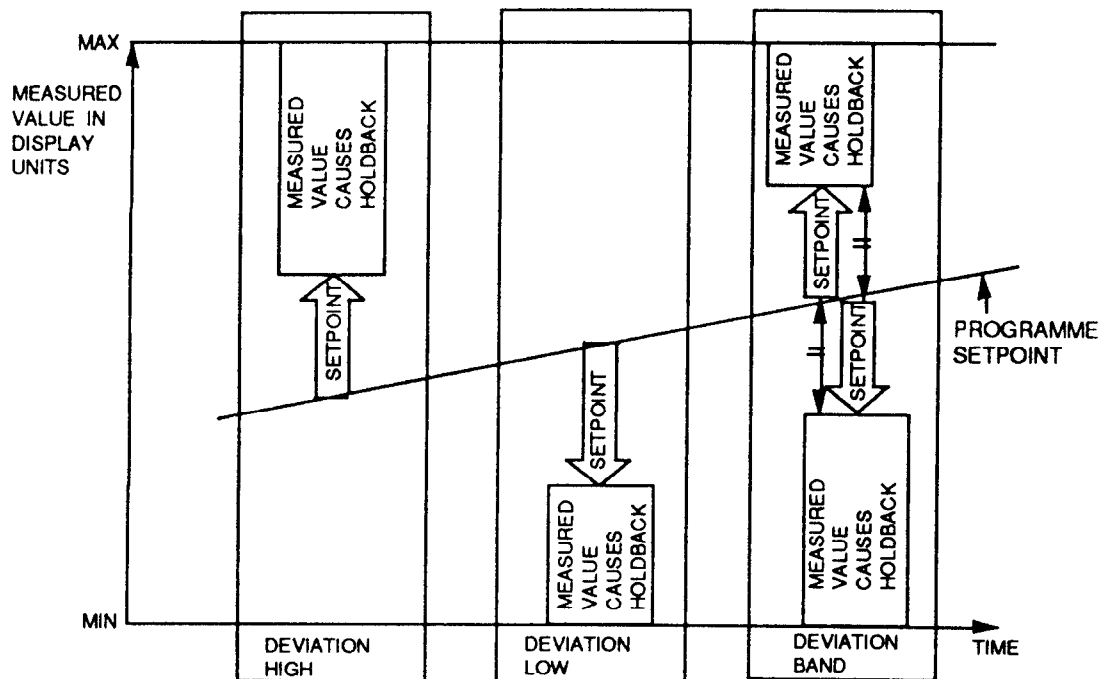 MAX
MEASURED
VALUE IN
DISPLAY
UNITS
MEASURED
VALUE
CAUSES
HOLDBACK
SETPOINT
SETPOINT
MEASURED
VALUE
CAUSES
HOLDBACK
MEASURED
VALUE
CAUSES
HOLDBACK
SETPOINT
SETPOINT
MEASURED
VALUE
CAUSES
HOLDBACK
PROGRAMME
SETPOINT
MIN
DEVIATION
HIGH
DEVIATION
LOW
DEVIATION
BAND
TIME